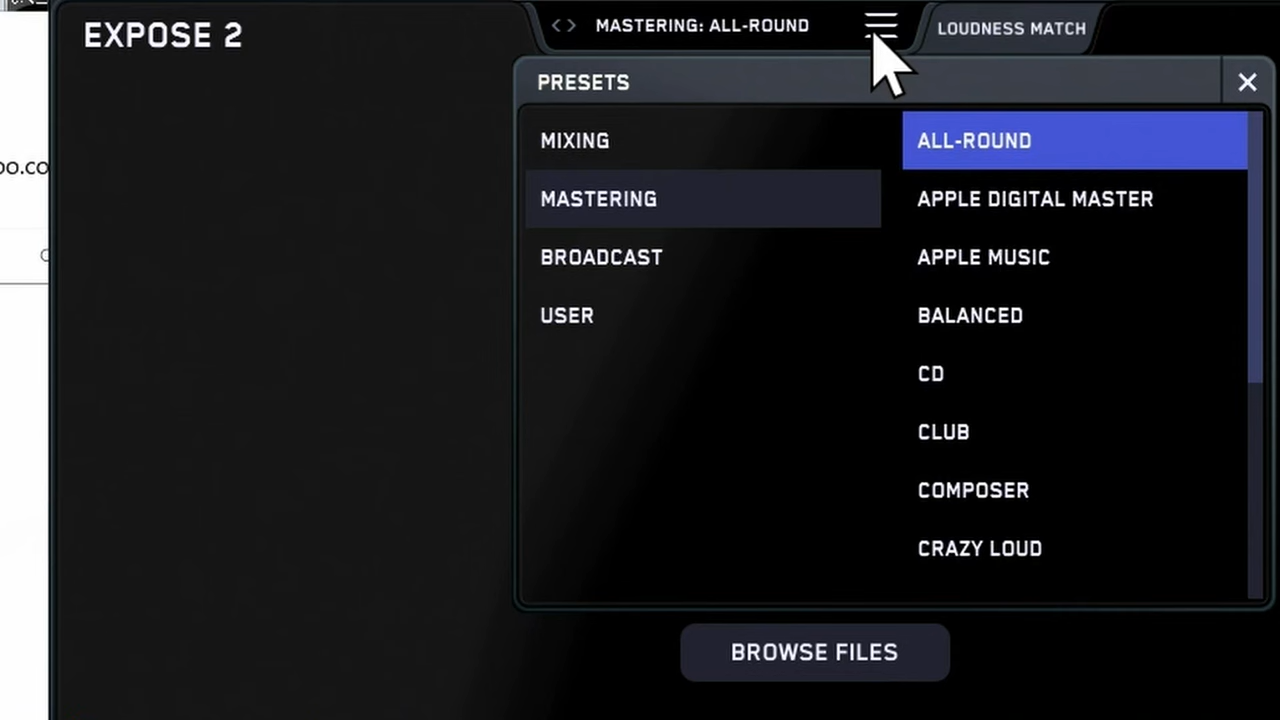 EXPOSE 2
< > MASTERING: ALL-ROUND
LOUDNESS MATCH
PRESETS
MIXING
MASTERING
BROADCAST
USER
ALL-ROUND
APPLE DIGITAL MASTER
APPLE MUSIC
BALANCED
CD
CLUB
COMPOSER
CRAZY LOUD
BROWSE FILES